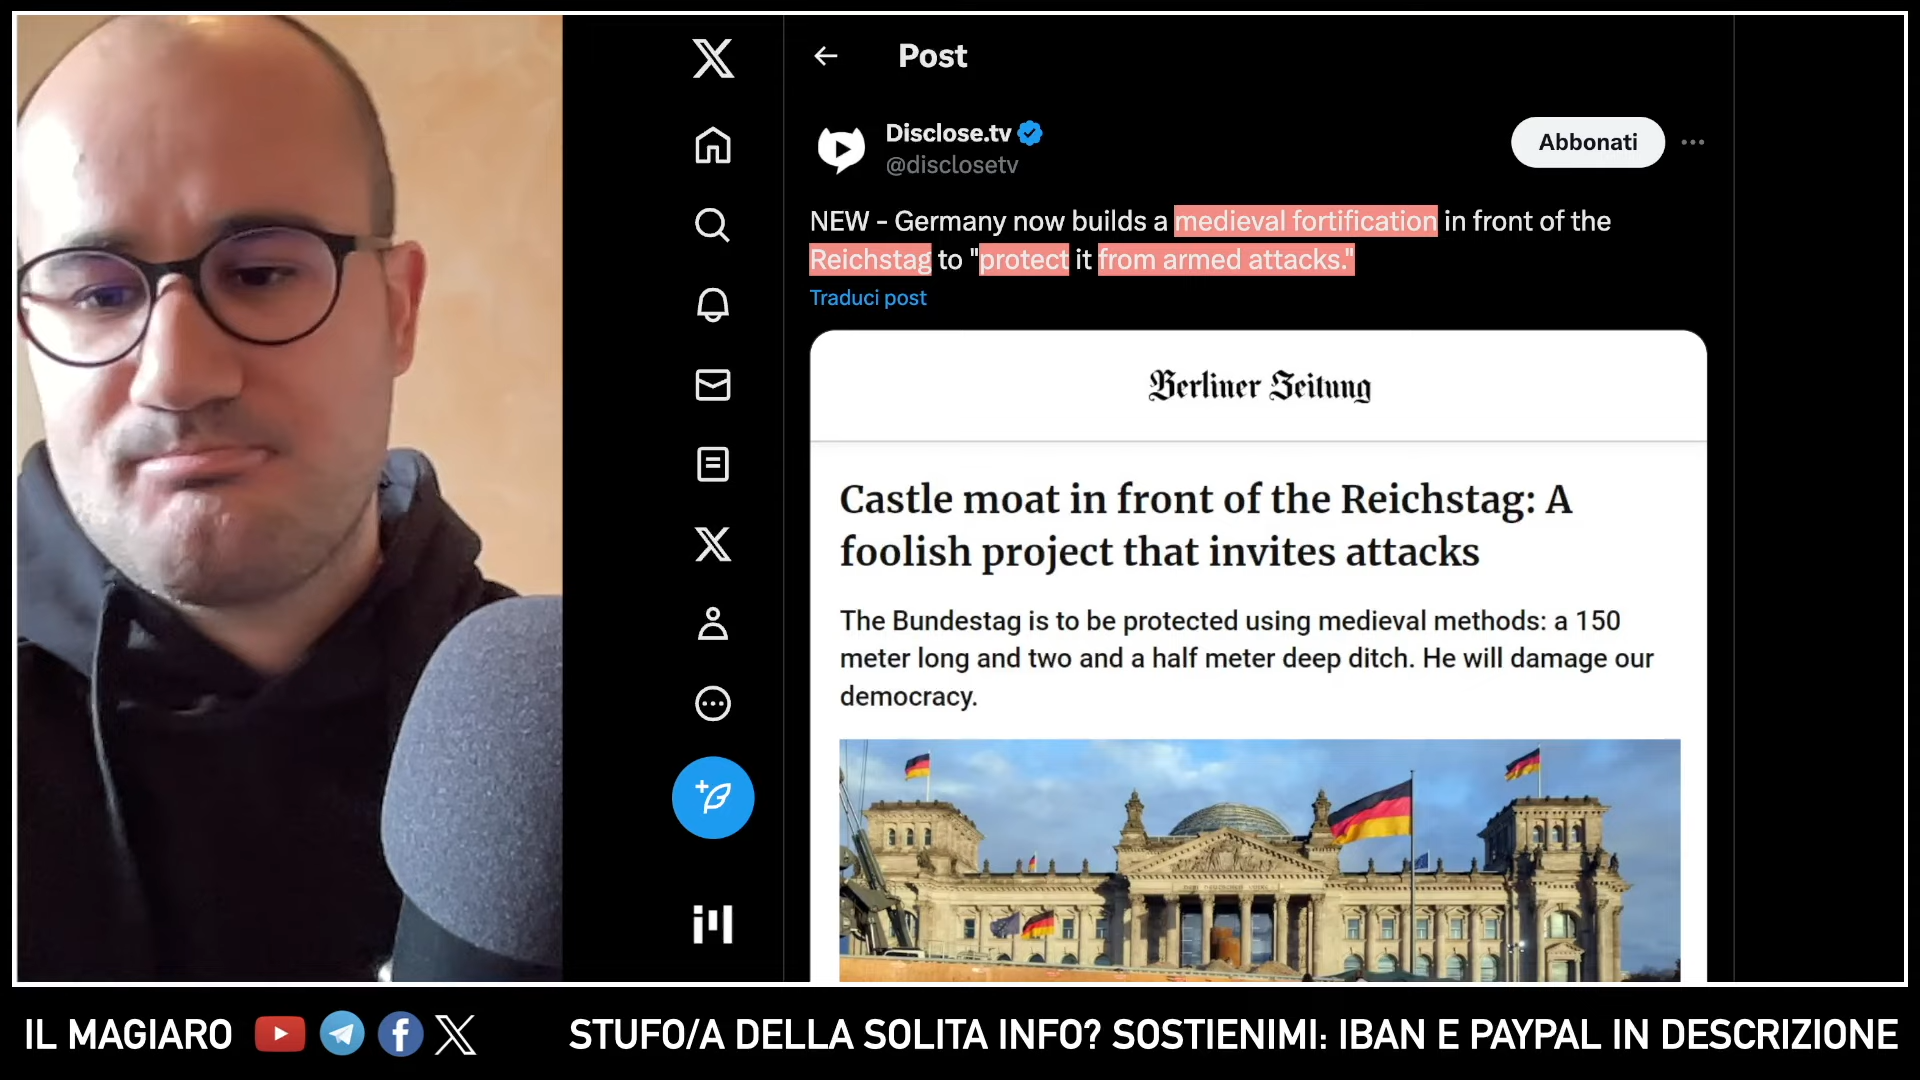 Post
Disclose.tv
@disclosetv
Abbonati
NEW - Germany now builds a medieval fortification in front of the
Reichstag to "protect it from armed attacks."
Traduci post
Berliner Zeitung
Castle moat in front of the Reichstag: A
foolish project that invites attacks
The Bundestag is to be protected using medieval methods: a 150
meter long and two and a half meter deep ditch. He will damage our
democracy.
IL MAGIARO
STUFO/A DELLA SOLITA INFO? SOSTIENIMI: IBAN E PAYPAL IN DESCRIZIONE